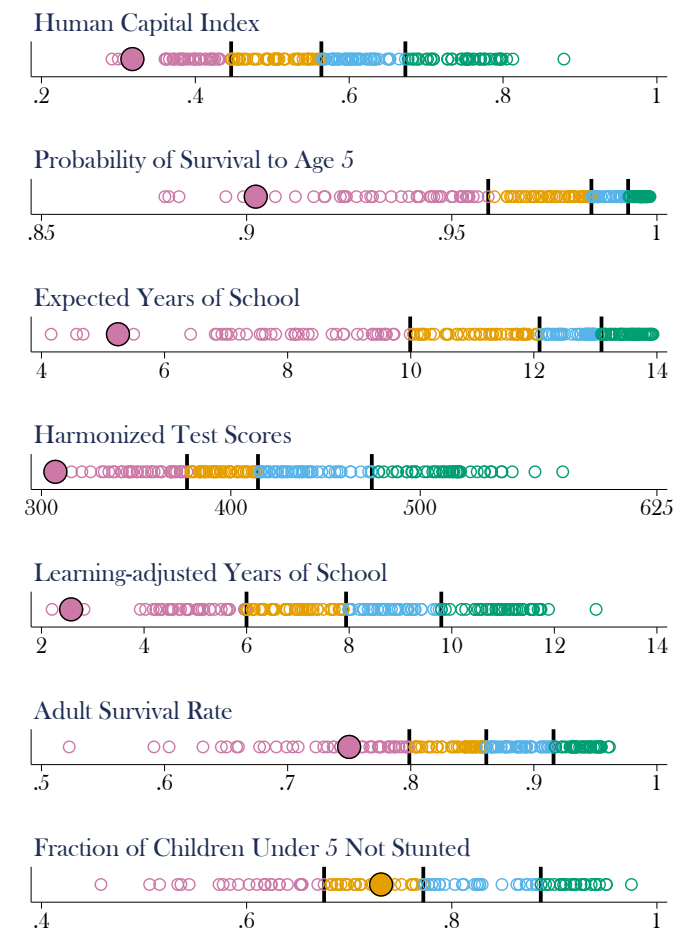 Human Capital Index
.2 .4 .6 .8 1
Probability of Survival to Age 5
.85 .9 .95 1
Expected Years of School
4 6 8 10 12 14
Harmonized Test Scores
300 400 500 625
Learning-adjusted Years of School
2 4 6 8 10 12 14
Adult Survival Rate
.5 .6 .7 .8 .9 1
Fraction of Children Under 5 Not Stunted
.4 .6 .8 1